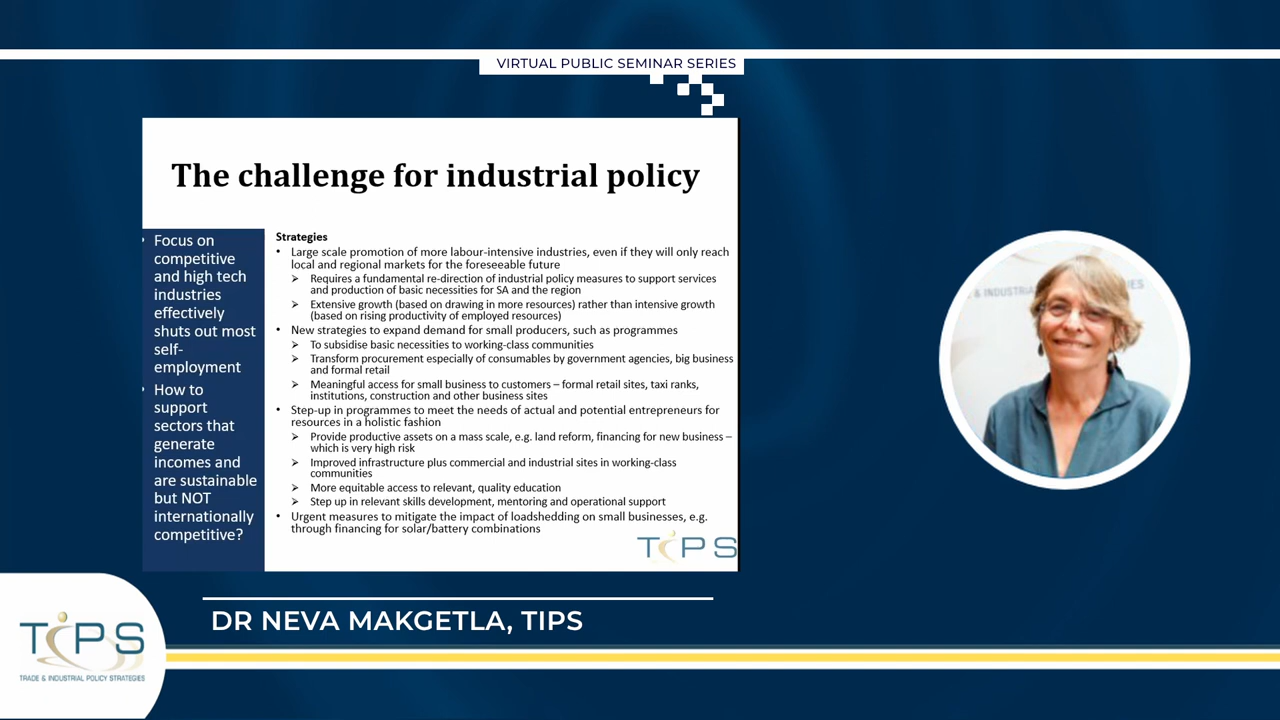 VIRTUAL PUBLIC SEMINAR SERIES
The challenge for industrial policy
• Focus on
competitive
and high tech
industries
effectively
shuts out most
self-
employment
• How to
support
sectors that
generate
incomes and
are sustainable
but NOT
internationally
competitive?
Strategies
• Large scale promotion of more labour-intensive industries, even if they will only reach
local and regional markets for the foreseeable future
➢ Requires a fundamental re-direction of industrial policy measures to support services
and production of basic necessities for SA and the region
➢ Extensive growth (based on drawing in more resources) rather than intensive growth
(based on rising productivity of employed resources)
• New strategies to expand demand for small producers, such as programmes
➢ To subsidise basic necessities to working-class communities
➢ Transform procurement especially of consumables by government agencies, big business
and formal retail
➢ Meaningful access for small business to customers – formal retail sites, taxi ranks,
institutions, construction and other business sites
• Step-up in programmes to meet the needs of actual and potential entrepreneurs for
resources in a holistic fashion
➢ Provide productive assets on a mass scale, e.g. land reform, financing for new business –
which is very high risk
➢ Improved infrastructure plus commercial and industrial sites in working-class
communities
➢ More equitable access to relevant, quality education
➢ Step up in relevant skills development, mentoring and operational support
• Urgent measures to mitigate the impact of loadshedding on small businesses, e.g.
through financing for solar/battery combinations
TIPS
& INDUSTRIA
IES
DR NEVA MAKGETLA, TIPS
TIPS
TRADE & INDUSTRIAL POLICY STRATEGIES